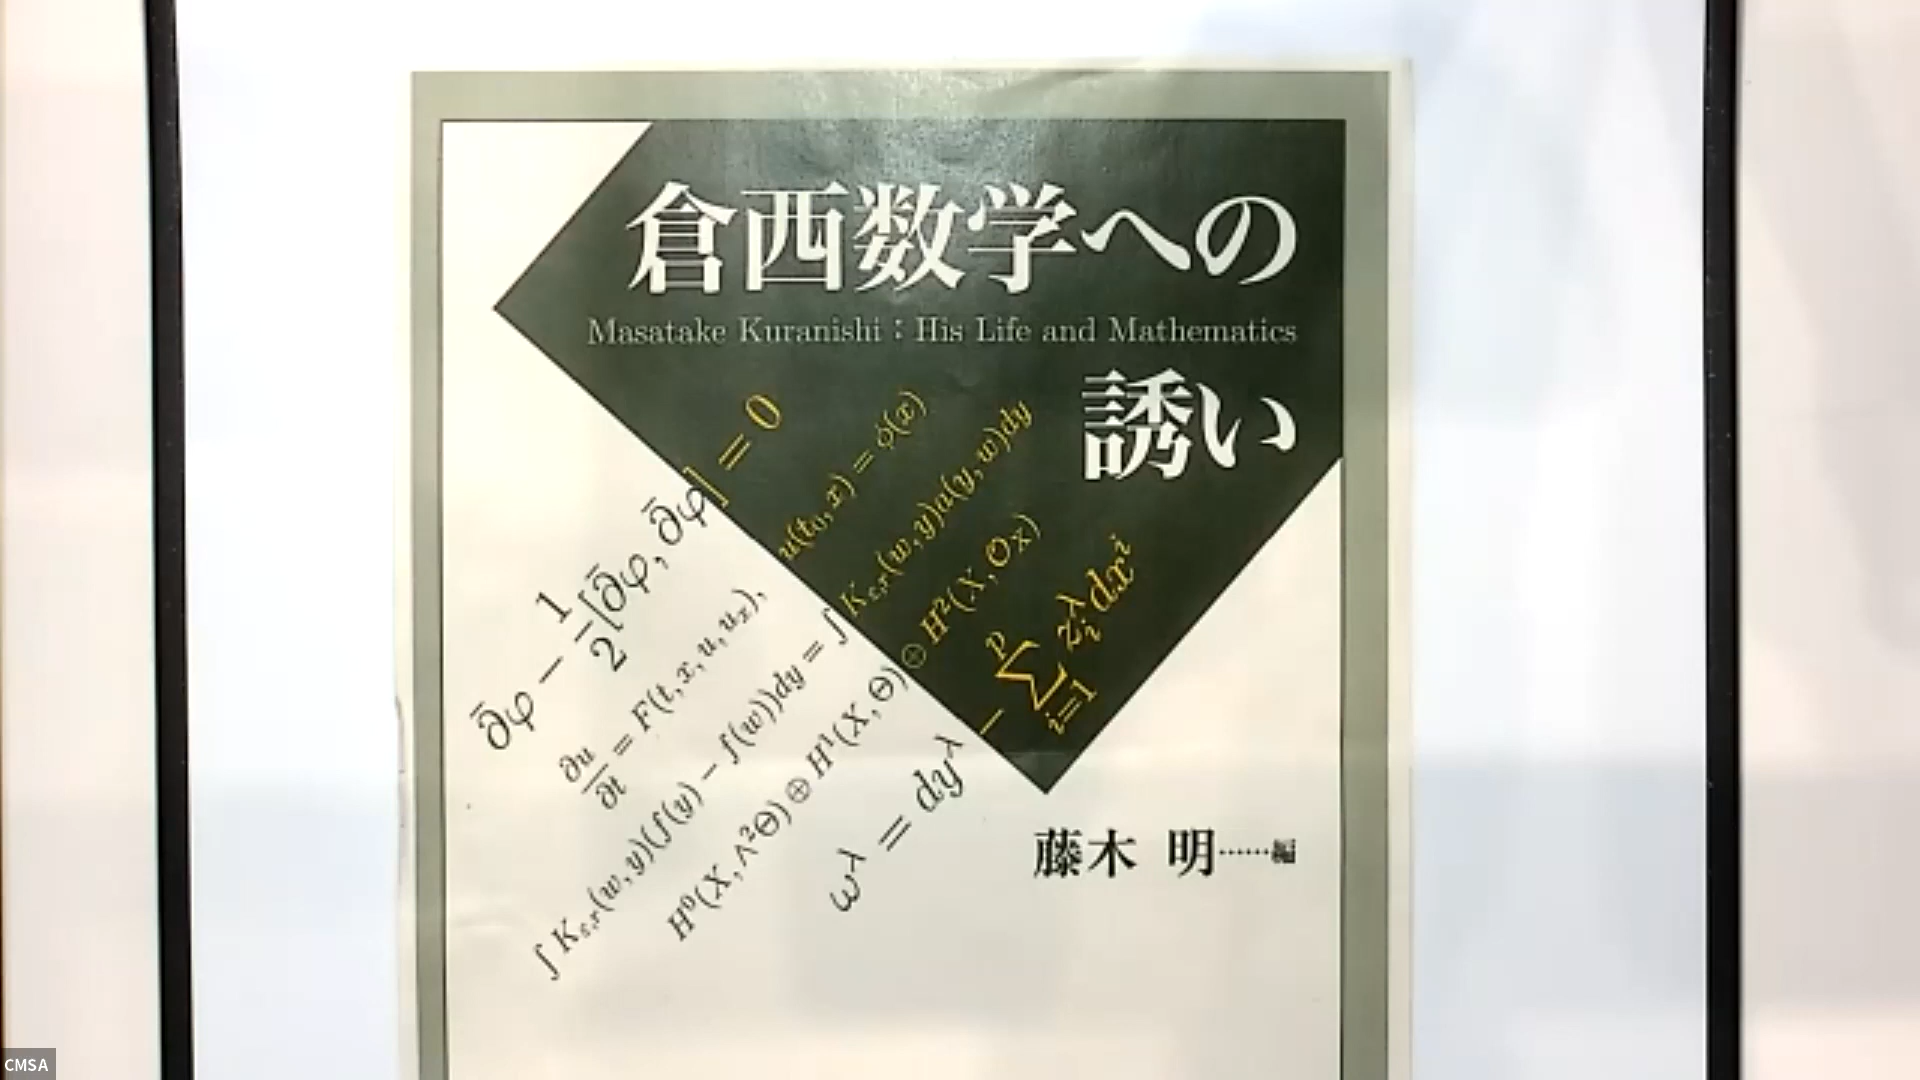 倉西数学への
Masatake Kuranishi : His Life and Mathematics
誘い
∂̄φ − 1/2[∂̄φ, ∂̄φ] = 0
∂u/∂t = F(t, x, u, uₓ), u(t₀, x) = φ(x)
∫ K_{ε,r}(w, y)(f(y) − f(w))dy = ∫ K_{ε,r}(w, y)a(y, w)dy
H⁰(X, ∧²Θ) ⊕ H¹(X, Θ) ⊕ H²(X, O_X)
ω^λ = dy^λ − ∑_{i=1}^{p} z_i^λ dx^i
藤木 明……編
CMSA